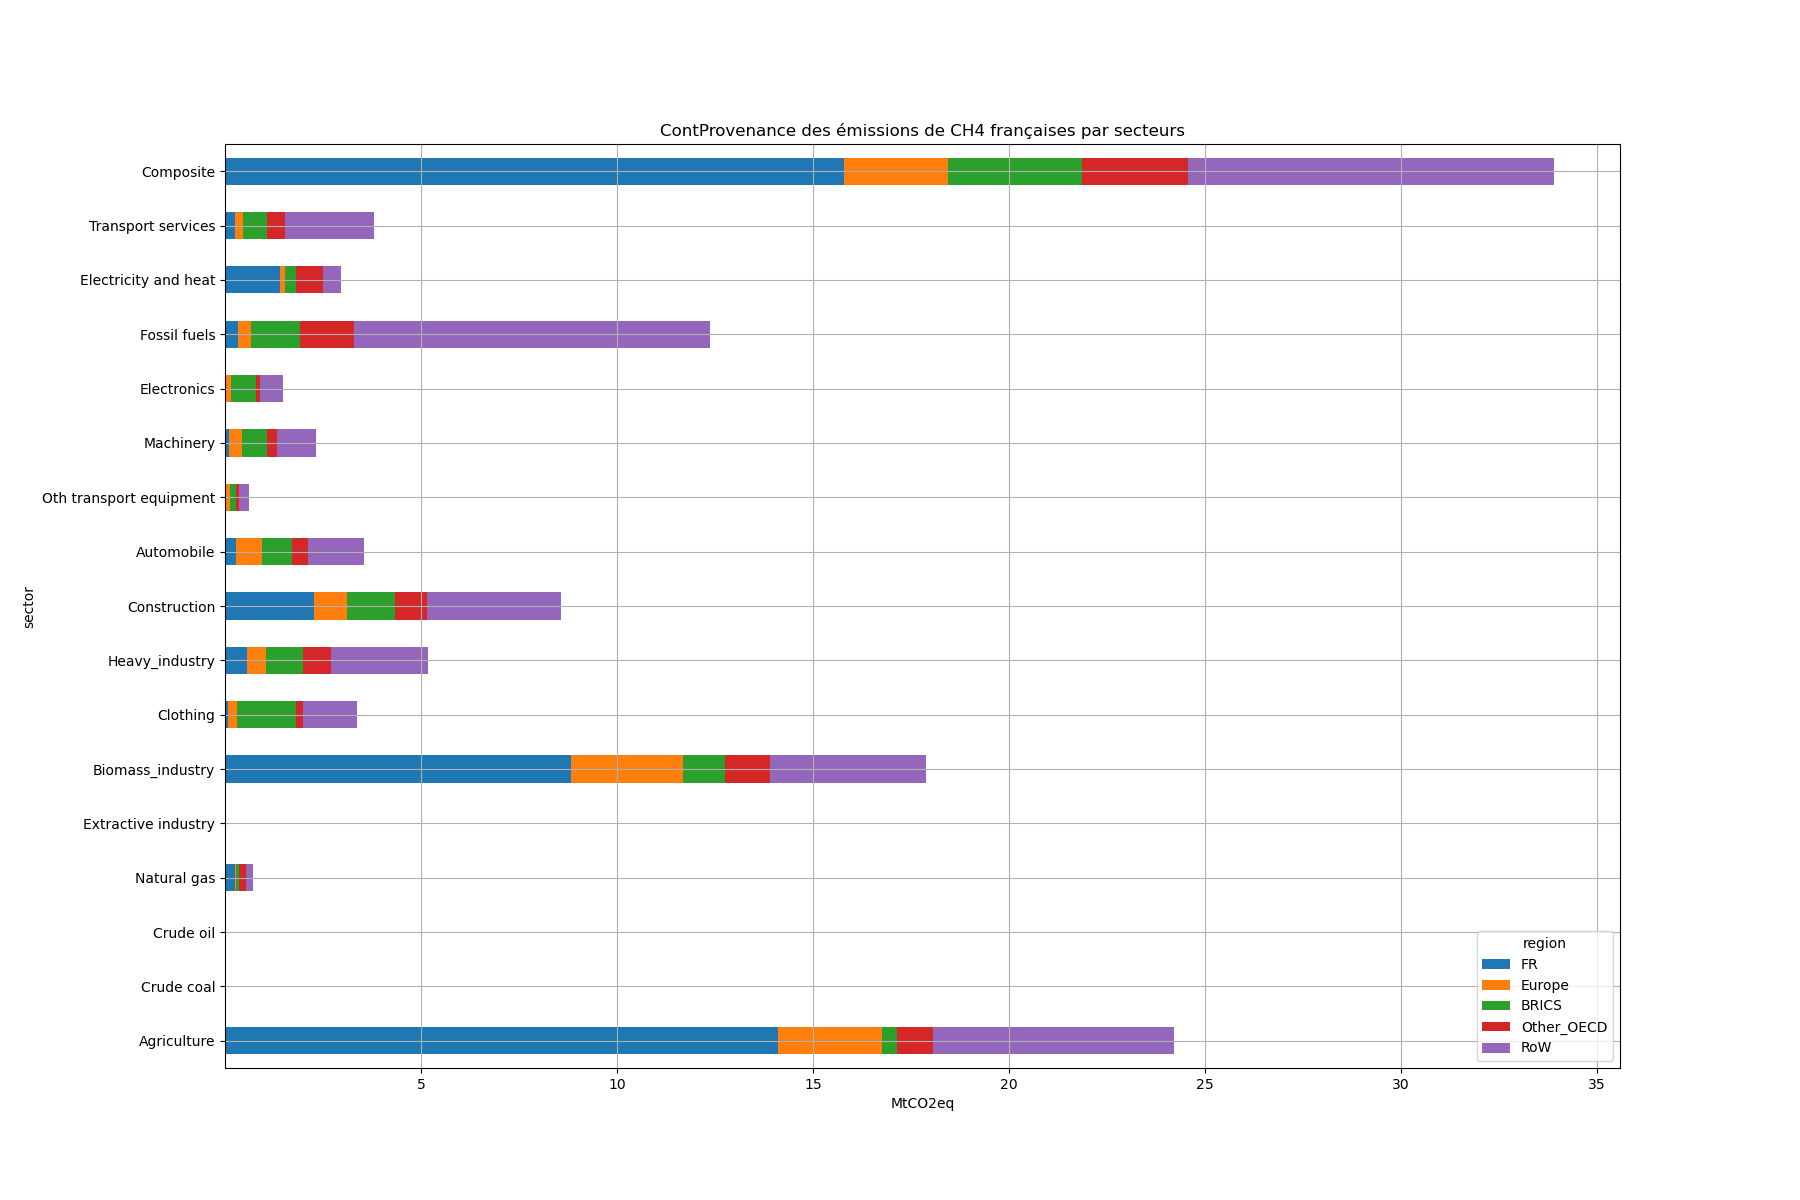 ContProvenance des émissions de CH4 françaises par secteurs
Composite
Transport services
Electricity and heat
Fossil fuels
Electronics
Machinery
Oth transport equipment
Automobile
Construction
Heavy_industry
Clothing
Biomass_industry
Extractive industry
Natural gas
Crude oil
Crude coal
Agriculture
sector
5 10 15 20 25 30 35
MtCO2eq
region
FR
Europe
BRICS
Other_OECD
RoW